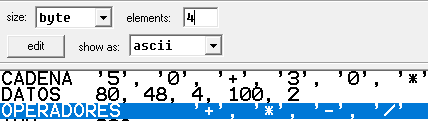 size: byte elements: 4
edit show as: ascii
CADENA '5', '0', '+', '3', '0', '*'
DATOS 80, 48, 4, 100, 2
OPERADORES '+', '*', '-', '/'